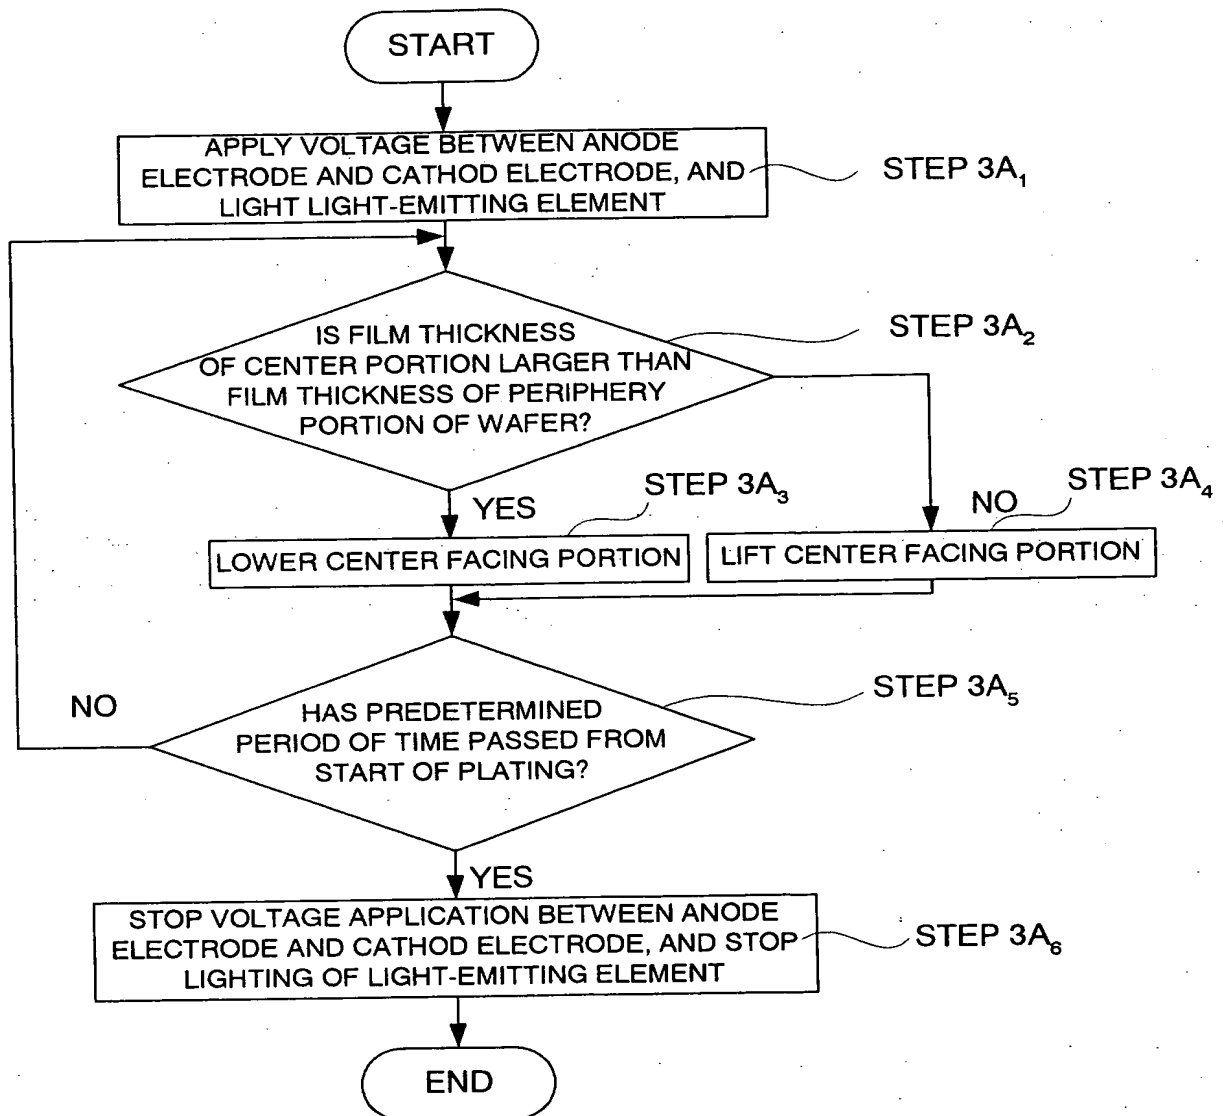 START
APPLY VOLTAGE BETWEEN ANODE
ELECTRODE AND CATHOD ELECTRODE, AND
LIGHT LIGHT-EMITTING ELEMENT
STEP 3A1
IS FILM THICKNESS
OF CENTER PORTION LARGER THAN
FILM THICKNESS OF PERIPHERY
PORTION OF WAFER?
STEP 3A2
YES
STEP 3A3
NO
STEP 3A4
LOWER CENTER FACING PORTION
LIFT CENTER FACING PORTION
NO
HAS PREDETERMINED
PERIOD OF TIME PASSED FROM
START OF PLATING?
STEP 3A5
YES
STOP VOLTAGE APPLICATION BETWEEN ANODE
ELECTRODE AND CATHOD ELECTRODE, AND STOP
LIGHTING OF LIGHT-EMITTING ELEMENT
STEP 3A6
END